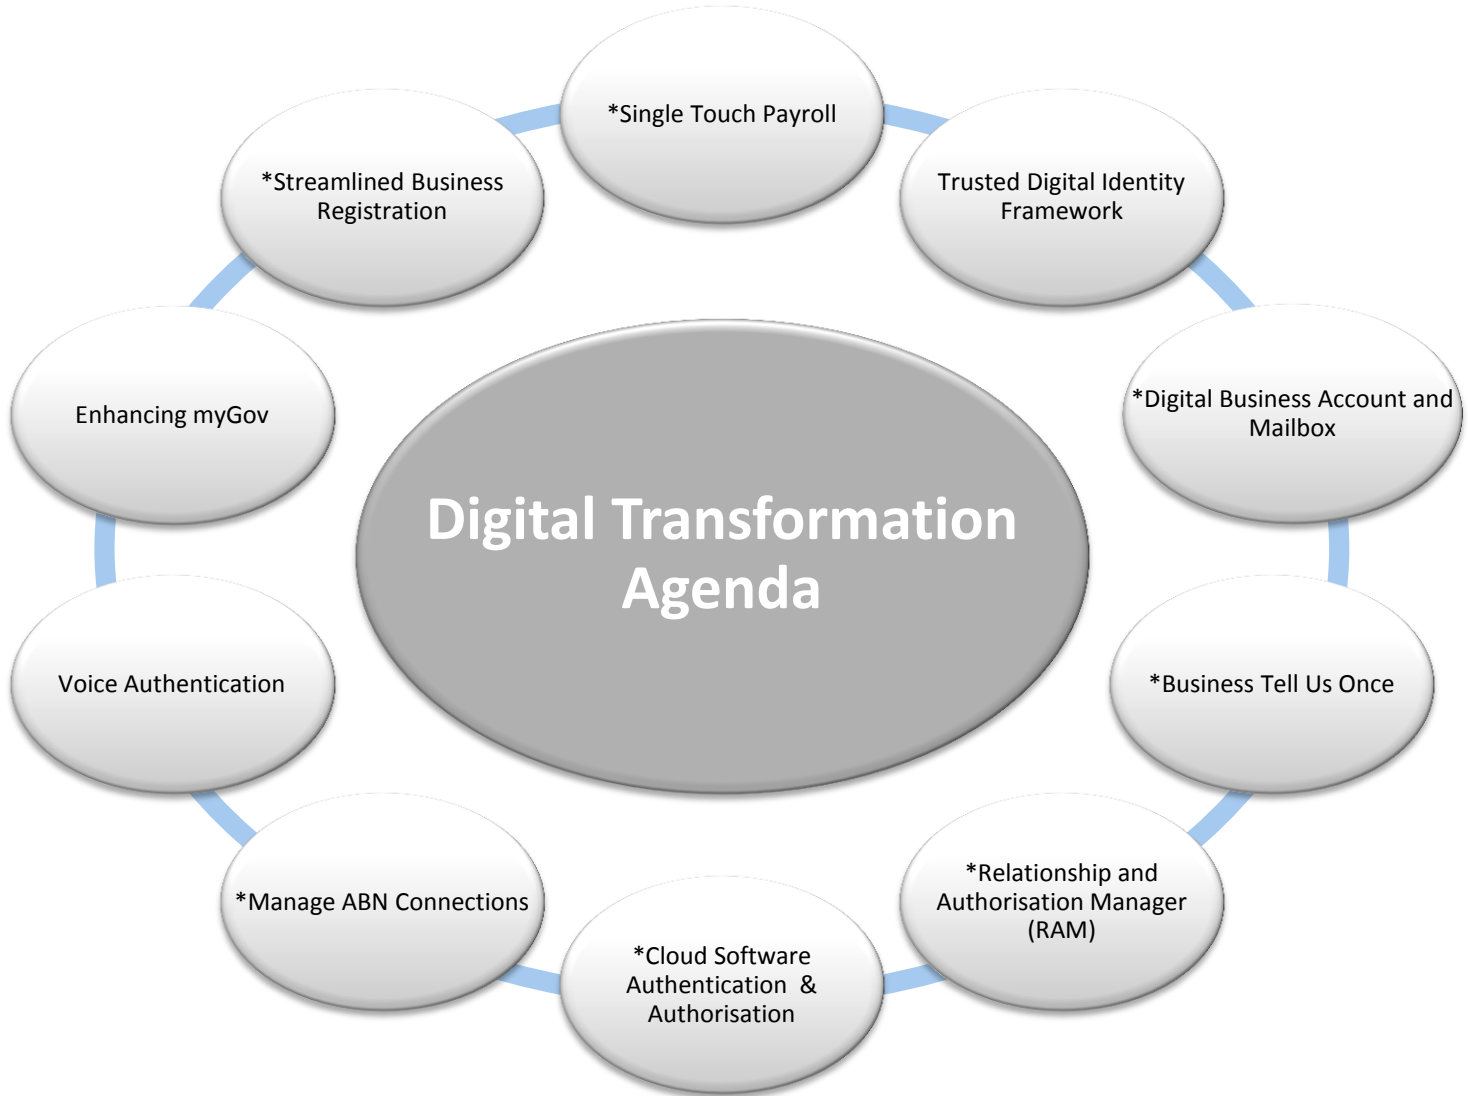 *Single Touch Payroll
*Streamlined Business
Registration
Trusted Digital Identity
Framework
Enhancing myGov
*Digital Business Account and
Mailbox
Digital Transformation
Agenda
Voice Authentication
*Business Tell Us Once
*Manage ABN Connections
*Relationship and
Authorisation Manager
(RAM)
*Cloud Software
Authentication & 
Authorisation